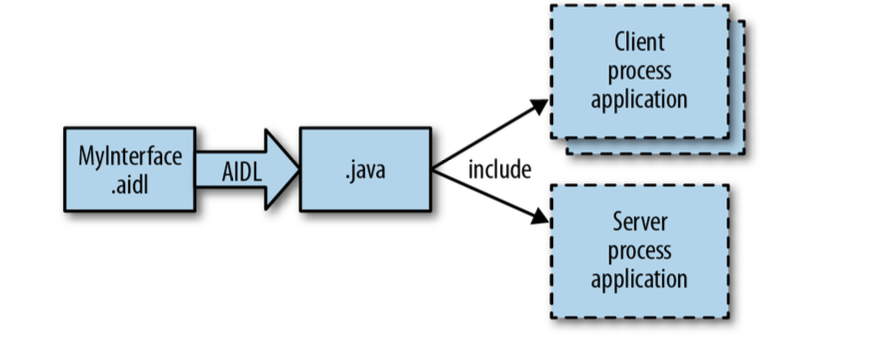 MyInterface
.aidl
AIDL
.java
include
Client
process
application
Server
process
application